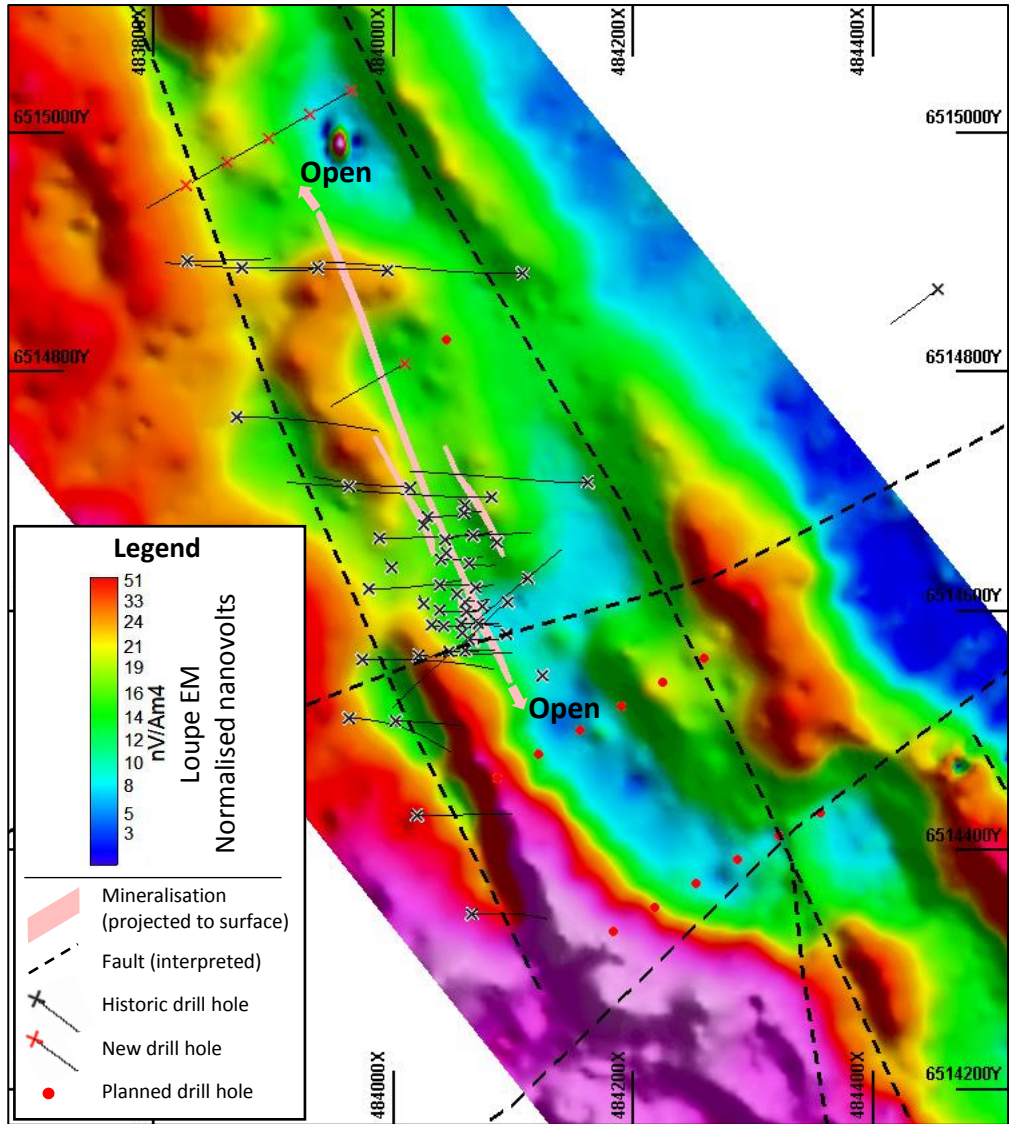 483800X
484000X
484200X
484400X
6515000Y
6515000Y
Open
6514800Y
6514800Y
Legend
51
34
26
24
21
19
16
14
12
10
8
5
3
nV/Am4
Loupe EM
Normalised nanovolts
6514600Y
Open
6514400Y
Mineralisation
(projected to surface)
Fault (interpreted)
Historic drill hole
New drill hole
Planned drill hole
6514200Y
484000X
484200X
484400X